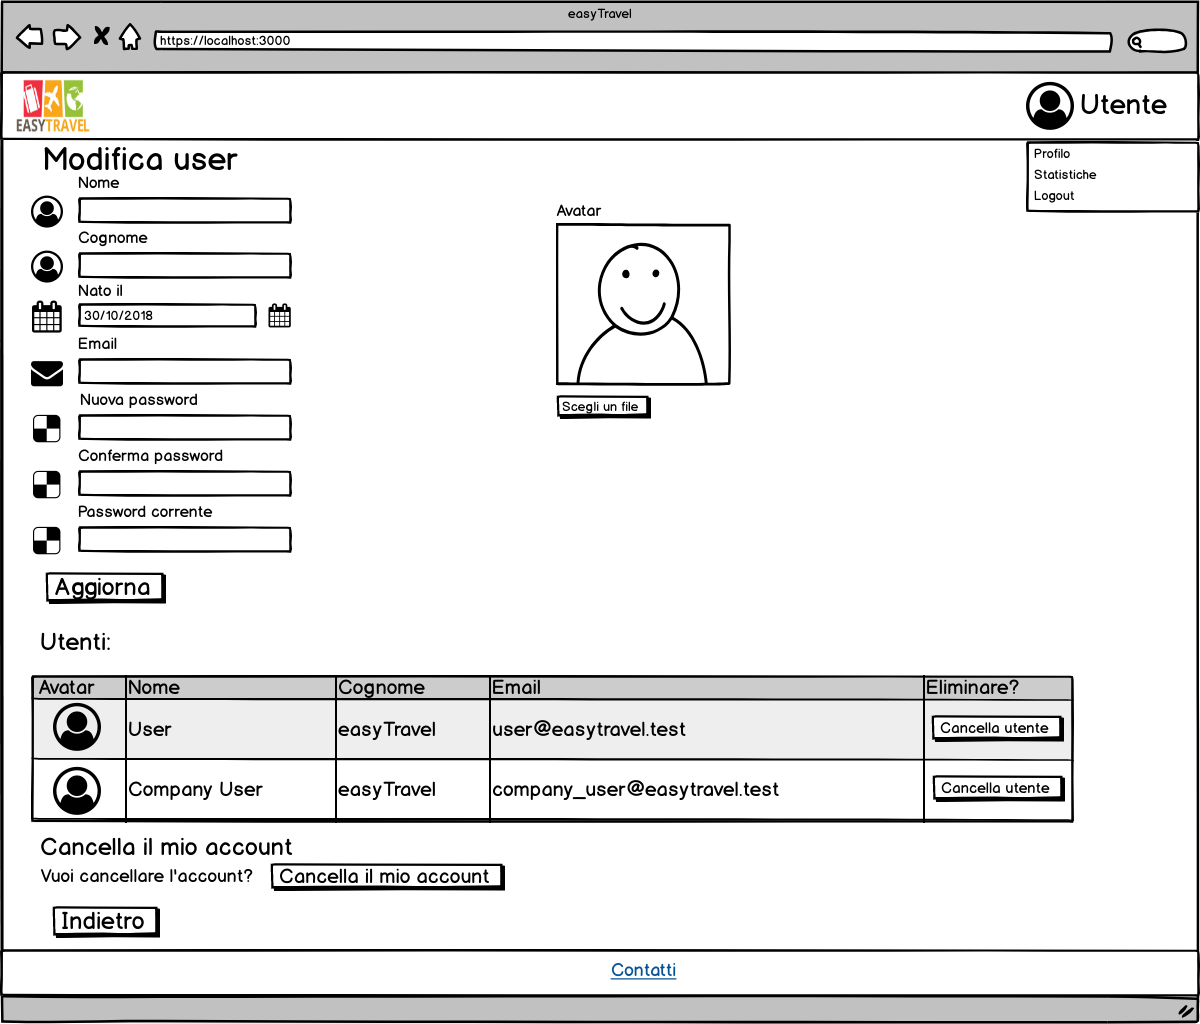 easyTravel
https://localhost:3000
EASYTRAVEL
Utente
Profilo
Statistiche
Logout
Modifica user
Nome
Cognome
Nato il
30/10/2018
Email
Nuova password
Conferma password
Password corrente
Aggiorna
Avatar
Scegli un file
Utenti:
Avatar Nome Cognome Email Eliminare?
User easyTravel user@easytravel.test Cancella utente
Company User easyTravel company_user@easytravel.test Cancella utente
Cancella il mio account
Vuoi cancellare l'account? Cancella il mio account
Indietro
Contatti